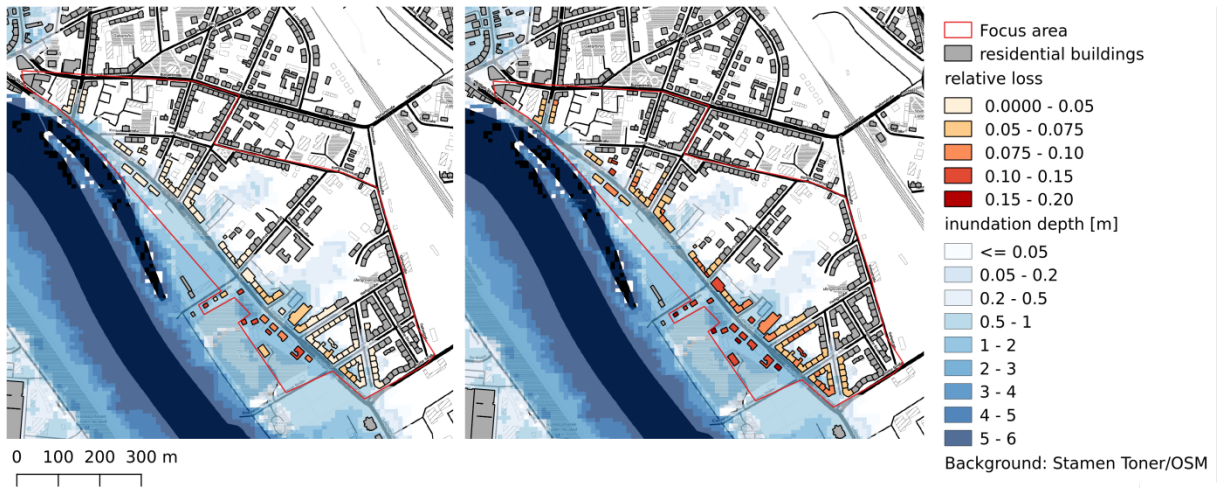 Focus area
residential buildings
relative loss
0.0000 - 0.05
0.05 - 0.075
0.075 - 0.10
0.10 - 0.15
0.15 - 0.20
inundation depth [m]
<= 0.05
0.05 - 0.2
0.2 - 0.5
0.5 - 1
1 - 2
2 - 3
3 - 4
4 - 5
5 - 6
Background: Stamen Toner/OSM
0 100 200 300 m